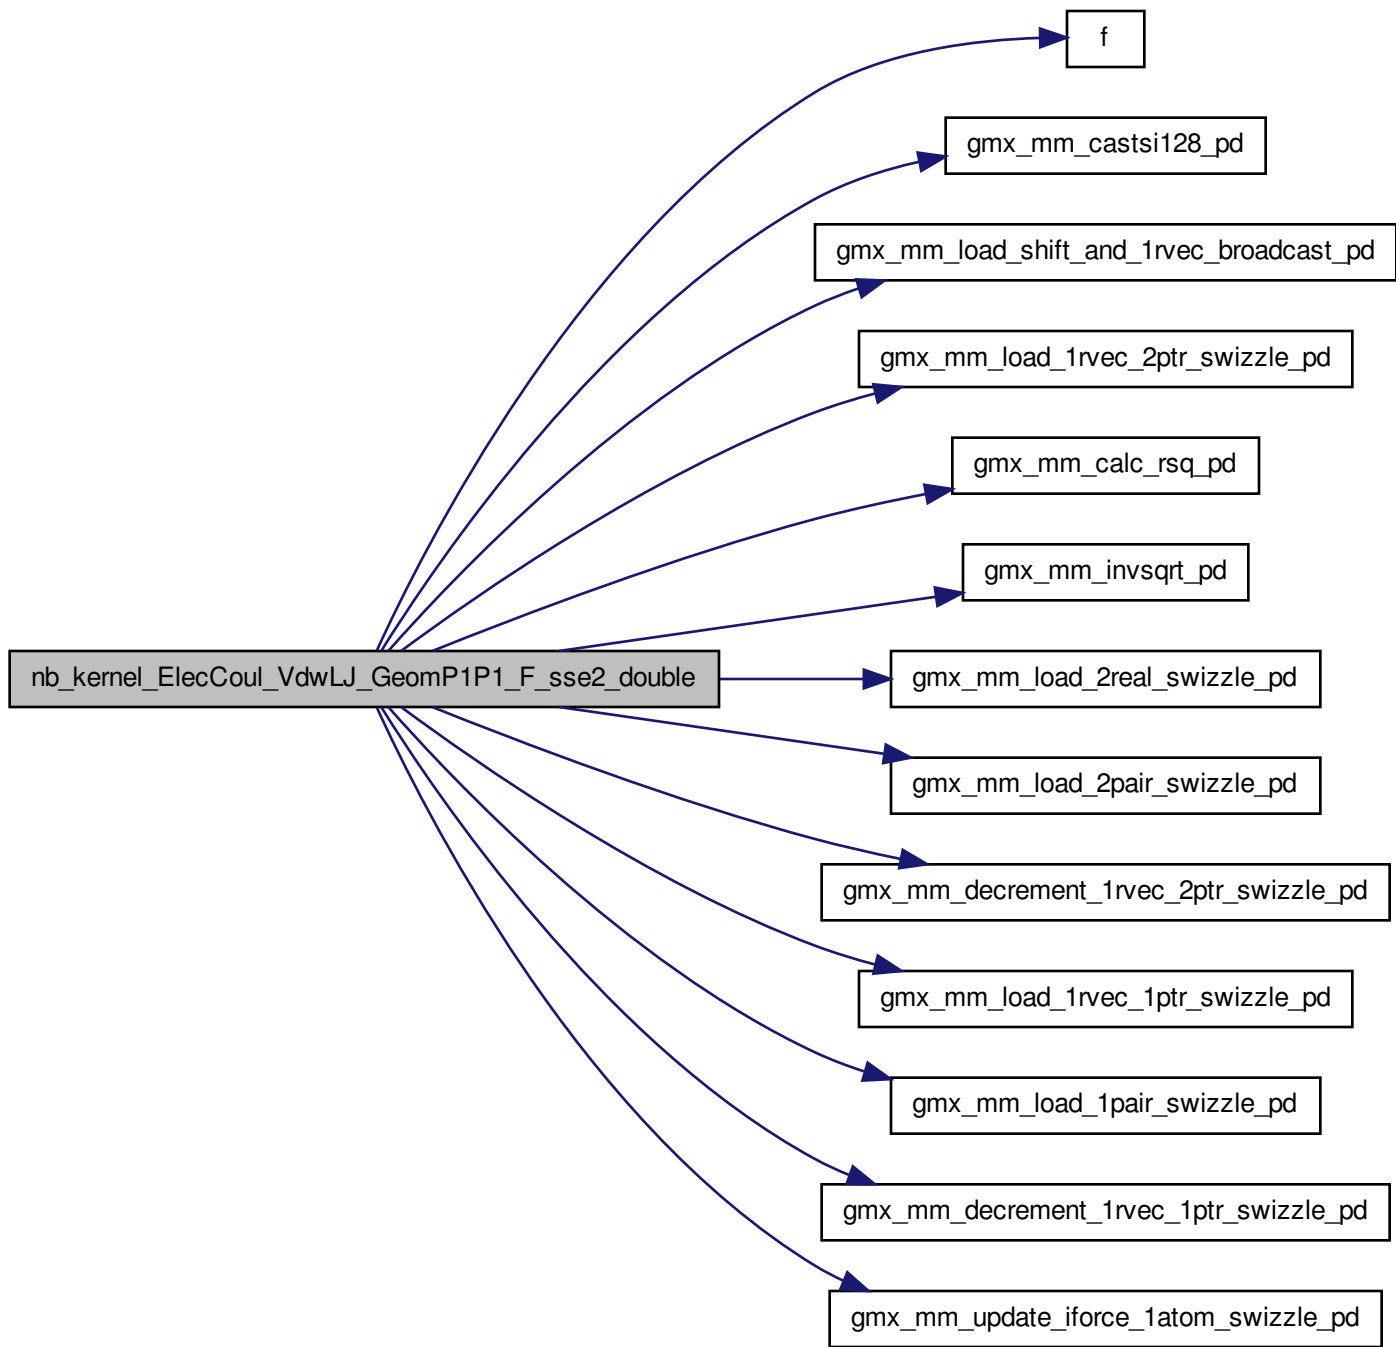 f
gmx_mm_castsi128_pd
gmx_mm_load_shift_and_1rvec_broadcast_pd
gmx_mm_load_1rvec_2ptr_swizzle_pd
gmx_mm_calc_rsq_pd
gmx_mm_invsqrt_pd
nb_kernel_ElecCoul_VdwLJ_GeomP1P1_F_sse2_double
gmx_mm_load_2real_swizzle_pd
gmx_mm_load_2pair_swizzle_pd
gmx_mm_decrement_1rvec_2ptr_swizzle_pd
gmx_mm_load_1rvec_1ptr_swizzle_pd
gmx_mm_load_1pair_swizzle_pd
gmx_mm_decrement_1rvec_1ptr_swizzle_pd
gmx_mm_update_iforce_1atom_swizzle_pd